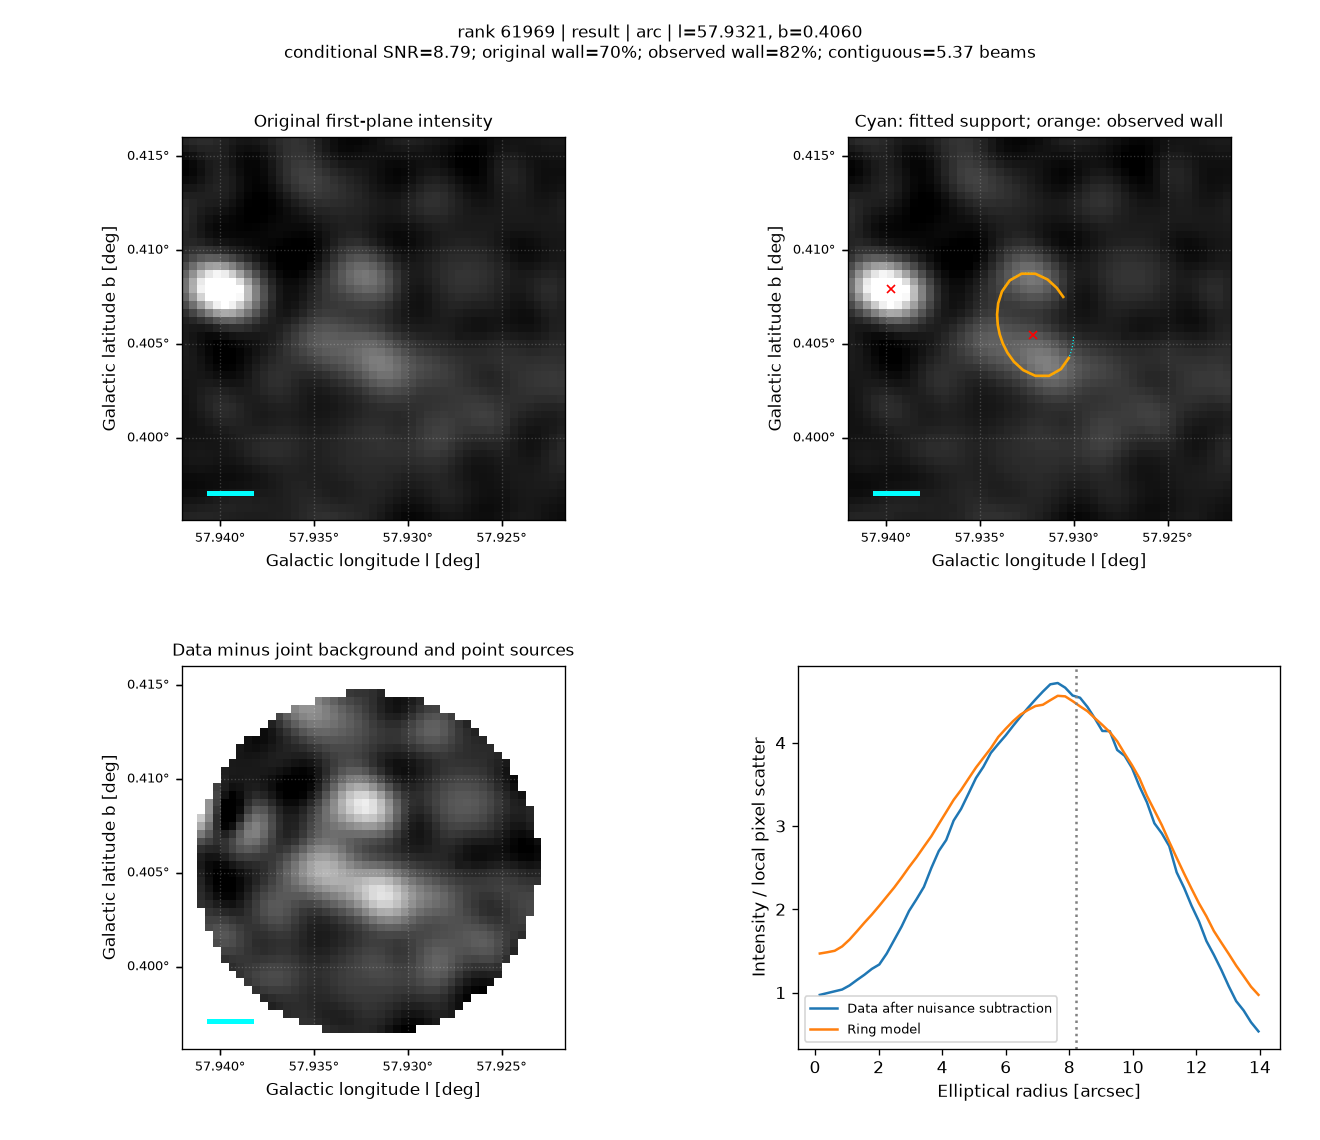 rank 61969 | result | arc | l=57.9321, b=0.4060
conditional SNR=8.79; original wall=70%; observed wall=82%; contiguous=5.37 beams
Original first-plane intensity
0.415°
0.410°
0.405°
0.400°
57.940°
57.935°
57.930°
57.925°
Galactic longitude l [deg]
Galactic latitude b [deg]
Cyan: fitted support; orange: observed wall
0.415°
0.410°
0.405°
0.400°
57.940°
57.935°
57.930°
57.925°
Galactic longitude l [deg]
Galactic latitude b [deg]
Data minus joint background and point sources
0.415°
0.410°
0.405°
0.400°
57.940°
57.935°
57.930°
57.925°
Galactic longitude l [deg]
Galactic latitude b [deg]
Intensity / local pixel scatter
4
3
2
1
Data after nuisance subtraction
Ring model
0
2
4
6
8
10
12
14
Elliptical radius [arcsec]